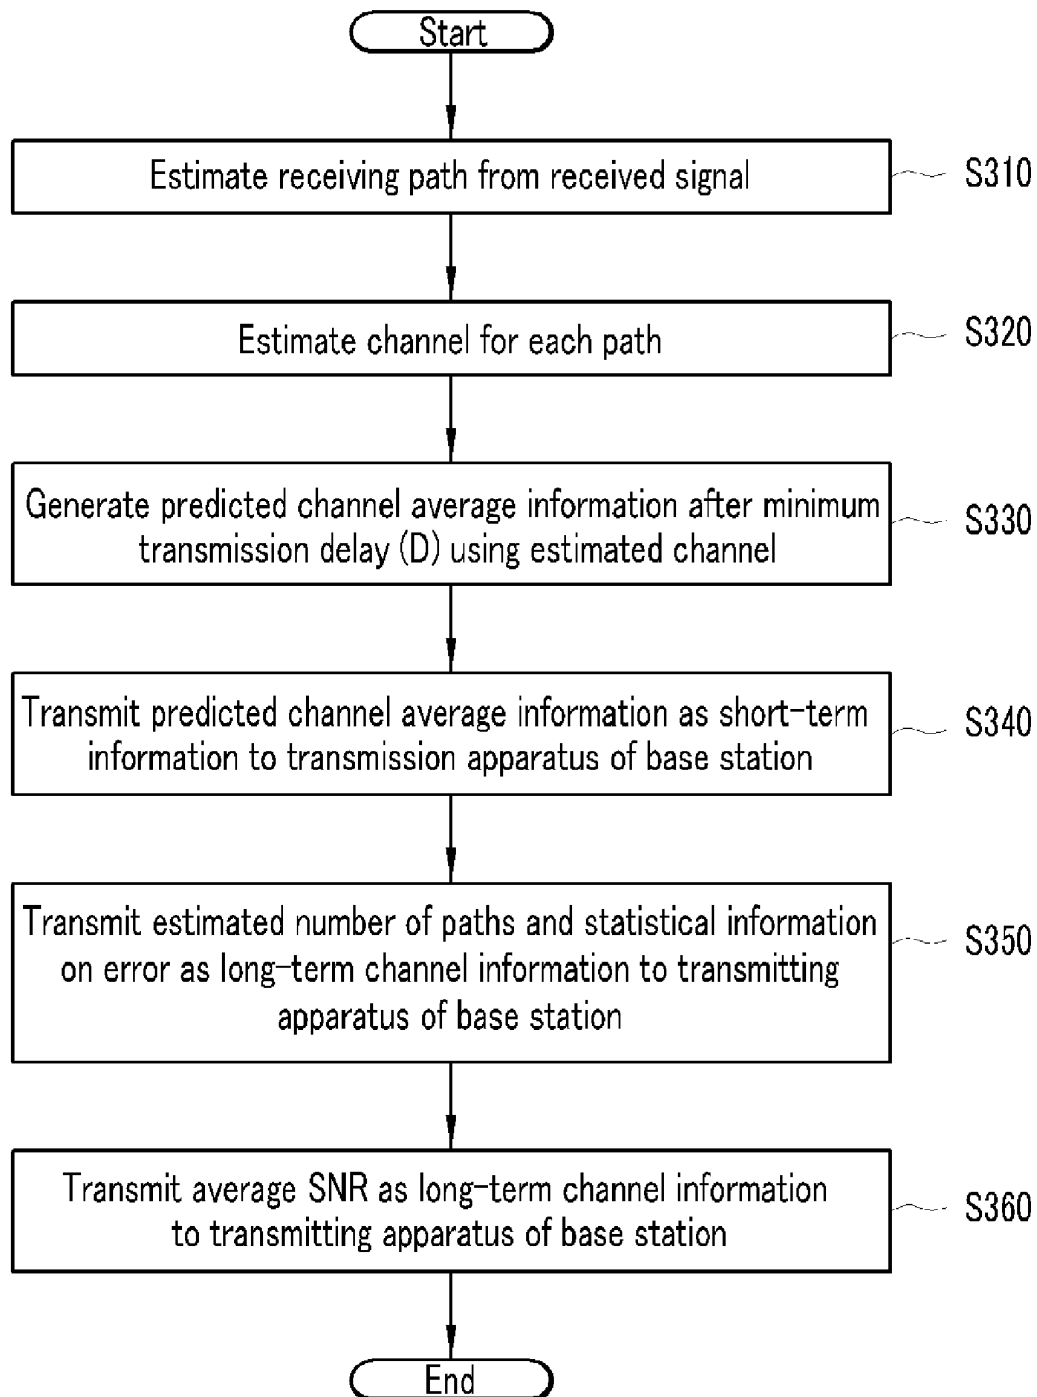 Start
Estimate receiving path from received signal
S310
Estimate channel for each path
S320
Generate predicted channel average information after minimum
transmission delay (D) using estimated channel
S330
Transmit predicted channel average information as short-term
information to transmission apparatus of base station
S340
Transmit estimated number of paths and statistical information
on error as long-term channel information to transmitting
apparatus of base station
S350
Transmit average SNR as long-term channel information
to transmitting apparatus of base station
S360
End